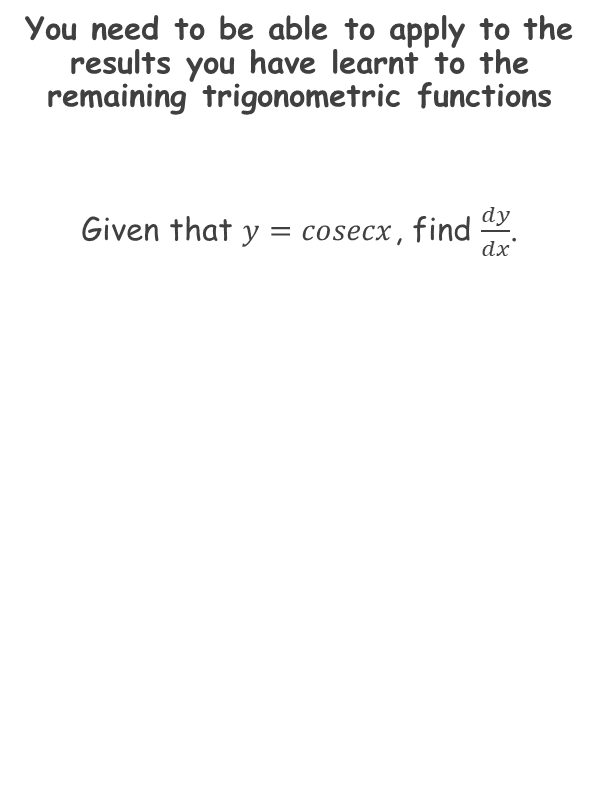 You need to be able to apply to the
results you have learnt to the
remaining trigonometric functions
Given that y = cosecx, find dy/dx.